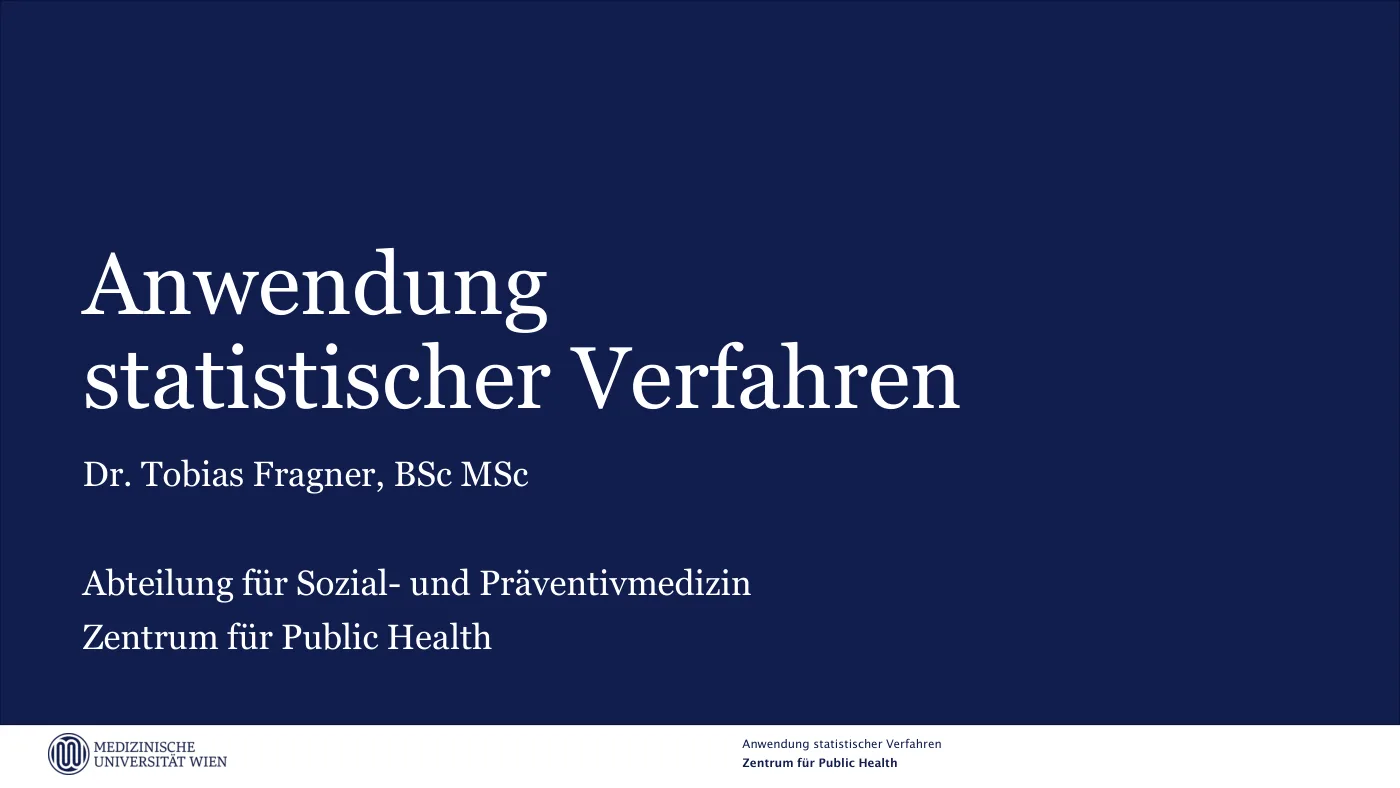 Anwendung
statistischer Verfahren
Dr. Tobias Fragner, BSc MSc
Abteilung für Sozial- und Präventivmedizin
Zentrum für Public Health
MEDIZINISCHE
UNIVERSITÄT WIEN
Anwendung statistischer Verfahren
Zentrum für Public Health